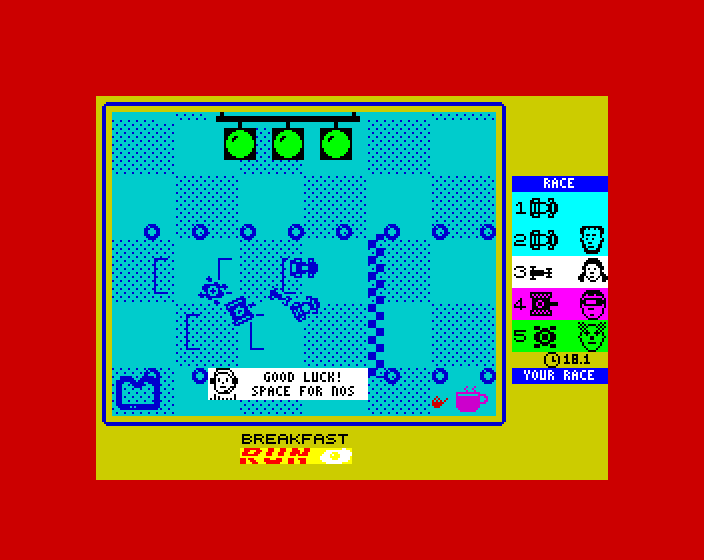 RACE
1
2
3
4
5
18.1
YOUR RACE
GOOD LUCK!
SPACE FOR NOS
BREAKFAST
RUN